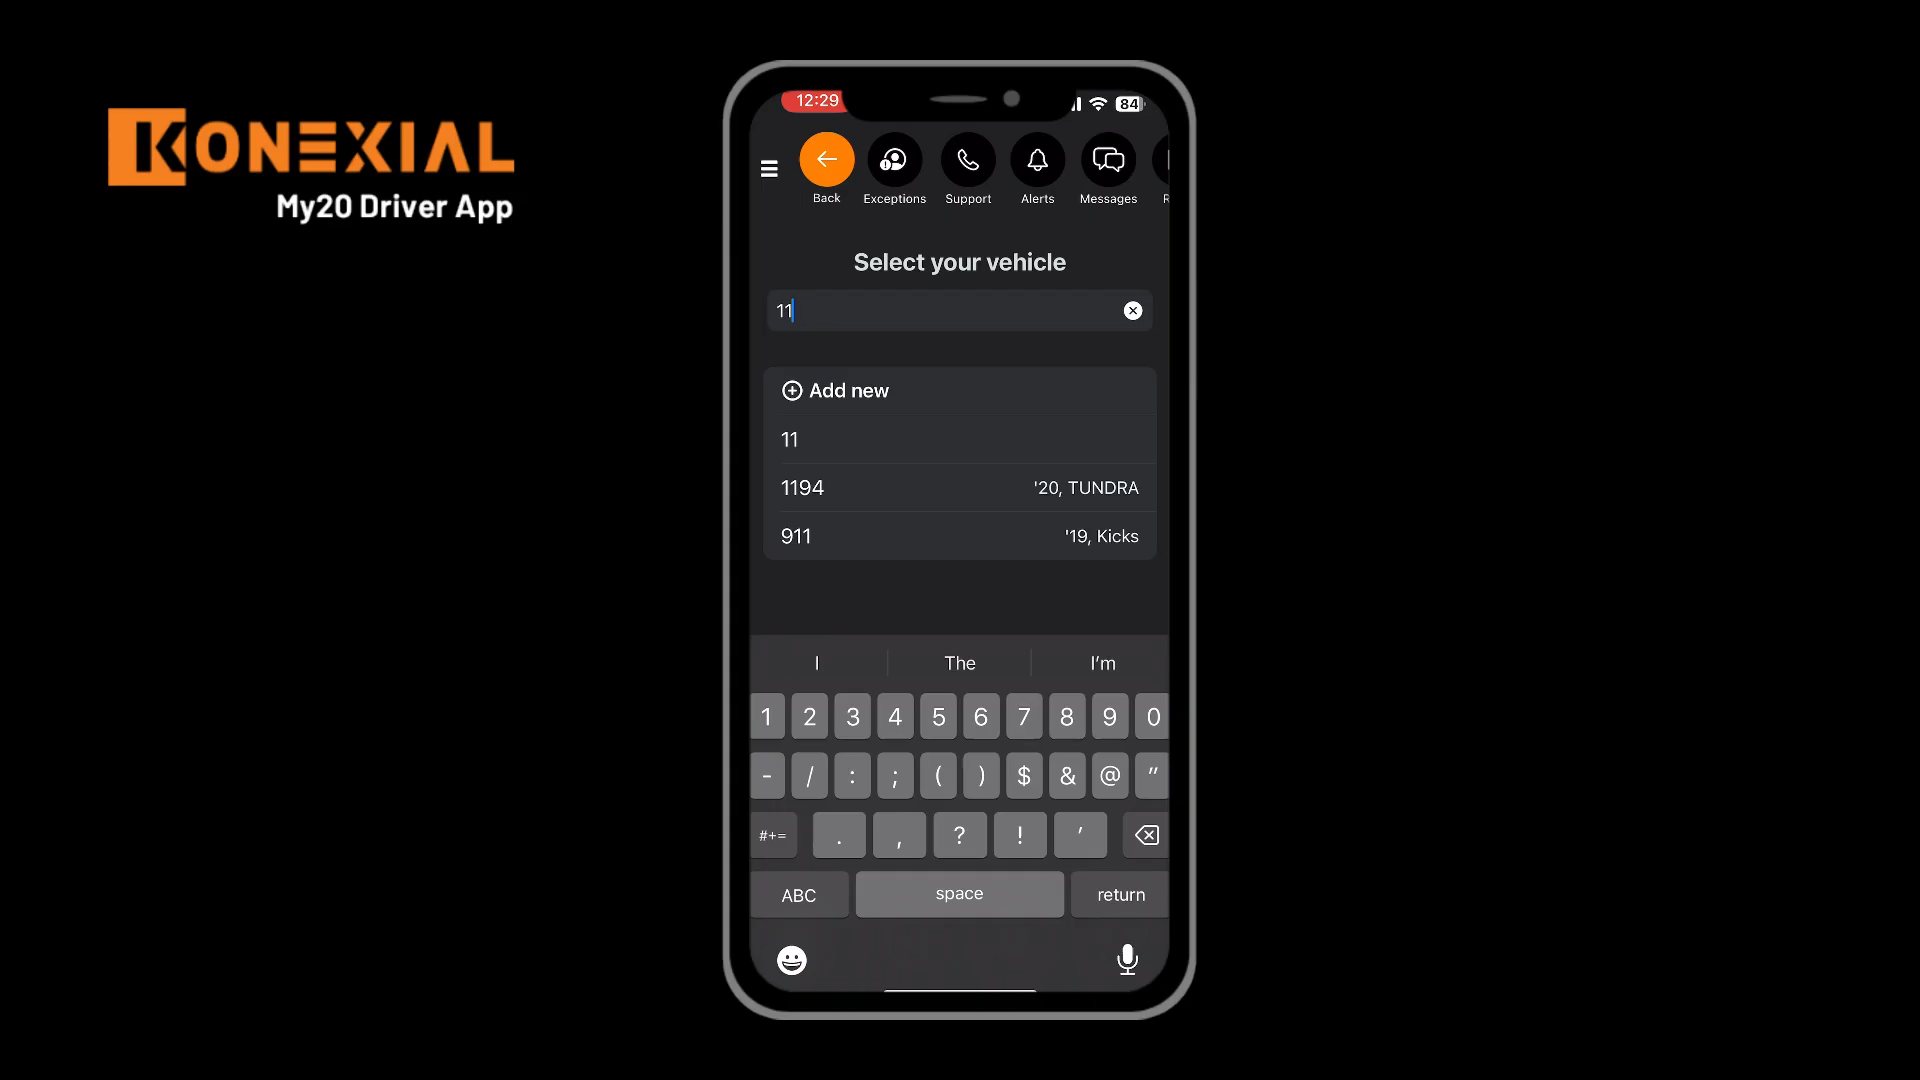 KONEXIAL
My20 Driver App
12:29
84
Back
Exceptions
Support
Alerts
Messages
Select your vehicle
11
Add new
11
1194 '20, TUNDRA
911 '19, Kicks
I The I'm
1 2 3 4 5 6 7 8 9 0
- / : ; ( ) $ & @ "
#+= . , ? ! '
ABC space return